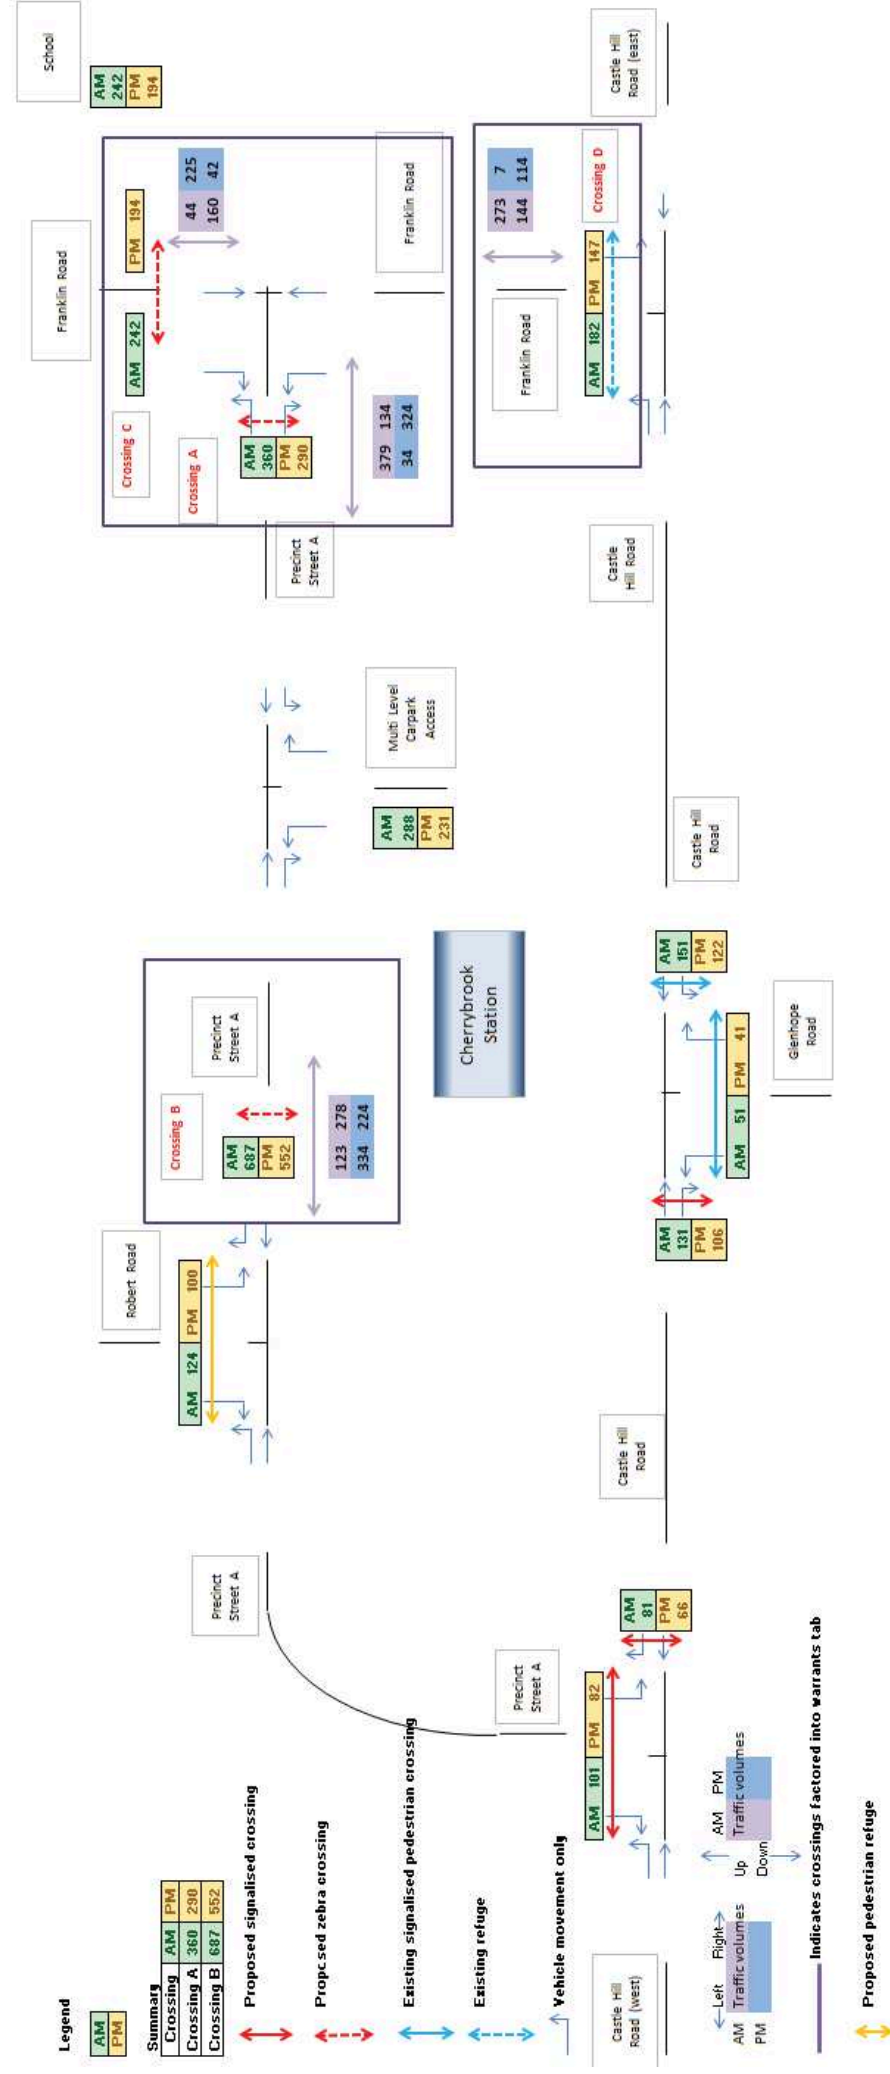 Legend
AM
PM
Summary
Crossing AM PM
Crossing A 360 290
Crossing B 687 552
Proposed signalised crossing
Propcsed zebra crossing
Existing signalised pedestrian crossing
Existing refuge
Vehicle movement only
Castle Hill
Road (west)
Left Right
AM Traffic volumes
PM
AM PM
Up Traffic volumes
Down
Indicates crossings factored into warrants tab
Proposed pedestrian refuge
Precinct
Street A
Precinct
Street A
AM 101 PM 82
AM
81
PM
66
Castle Hill
Road
Robert Road
AM 124 PM 100
Crossing B
Precinct
Street A
AM
687
PM
552
123 278
334 224
Cherrybrook
Station
AM
131
PM
106
AM 51 PM 41
AM
151
PM
122
Glenhope
Road
Castle Hill
Road
Multi Level
Carpark
Access
AM
288
PM
231
Precinct
Street A
Castle
Hill Road
School
AM
242
PM
194
Franklin Road
Crossing C
AM 242 PM 194
44 225
160 42
Crossing A
AM
360
PM
290
379 134
34 324
Franklin Road
273 7
144 114
Franklin Road
Crossing D
AM 182 PM 147
Castle Hill
Road (east)